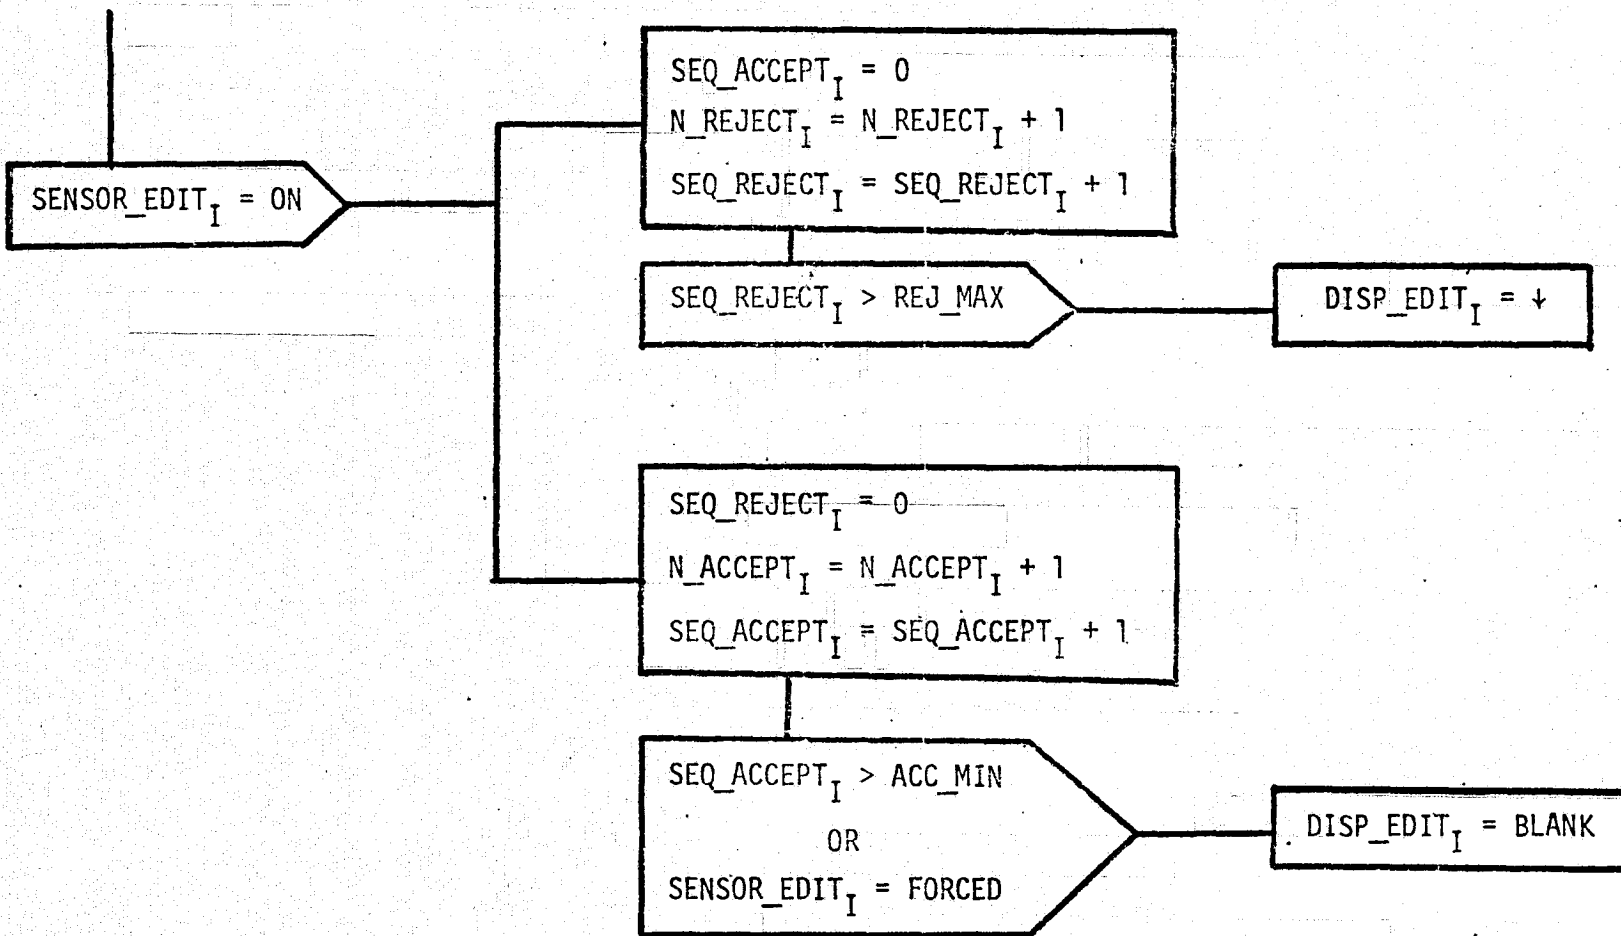 SENSOR_EDIT_I = ON
SEQ_ACCEPT_I = 0
N_REJECT_I = N_REJECT_I + 1
SEQ_REJECT_I = SEQ_REJECT_I + 1
SEQ_REJECT_I > REJ_MAX
DISP_EDIT_I = ↓
SEQ_REJECT_I = 0
N_ACCEPT_I = N_ACCEPT_I + 1
SEQ_ACCEPT_I = SEQ_ACCEPT_I + 1
SEQ_ACCEPT_I > ACC_MIN
OR
SENSOR_EDIT_I = FORCED
DISP_EDIT_I = BLANK